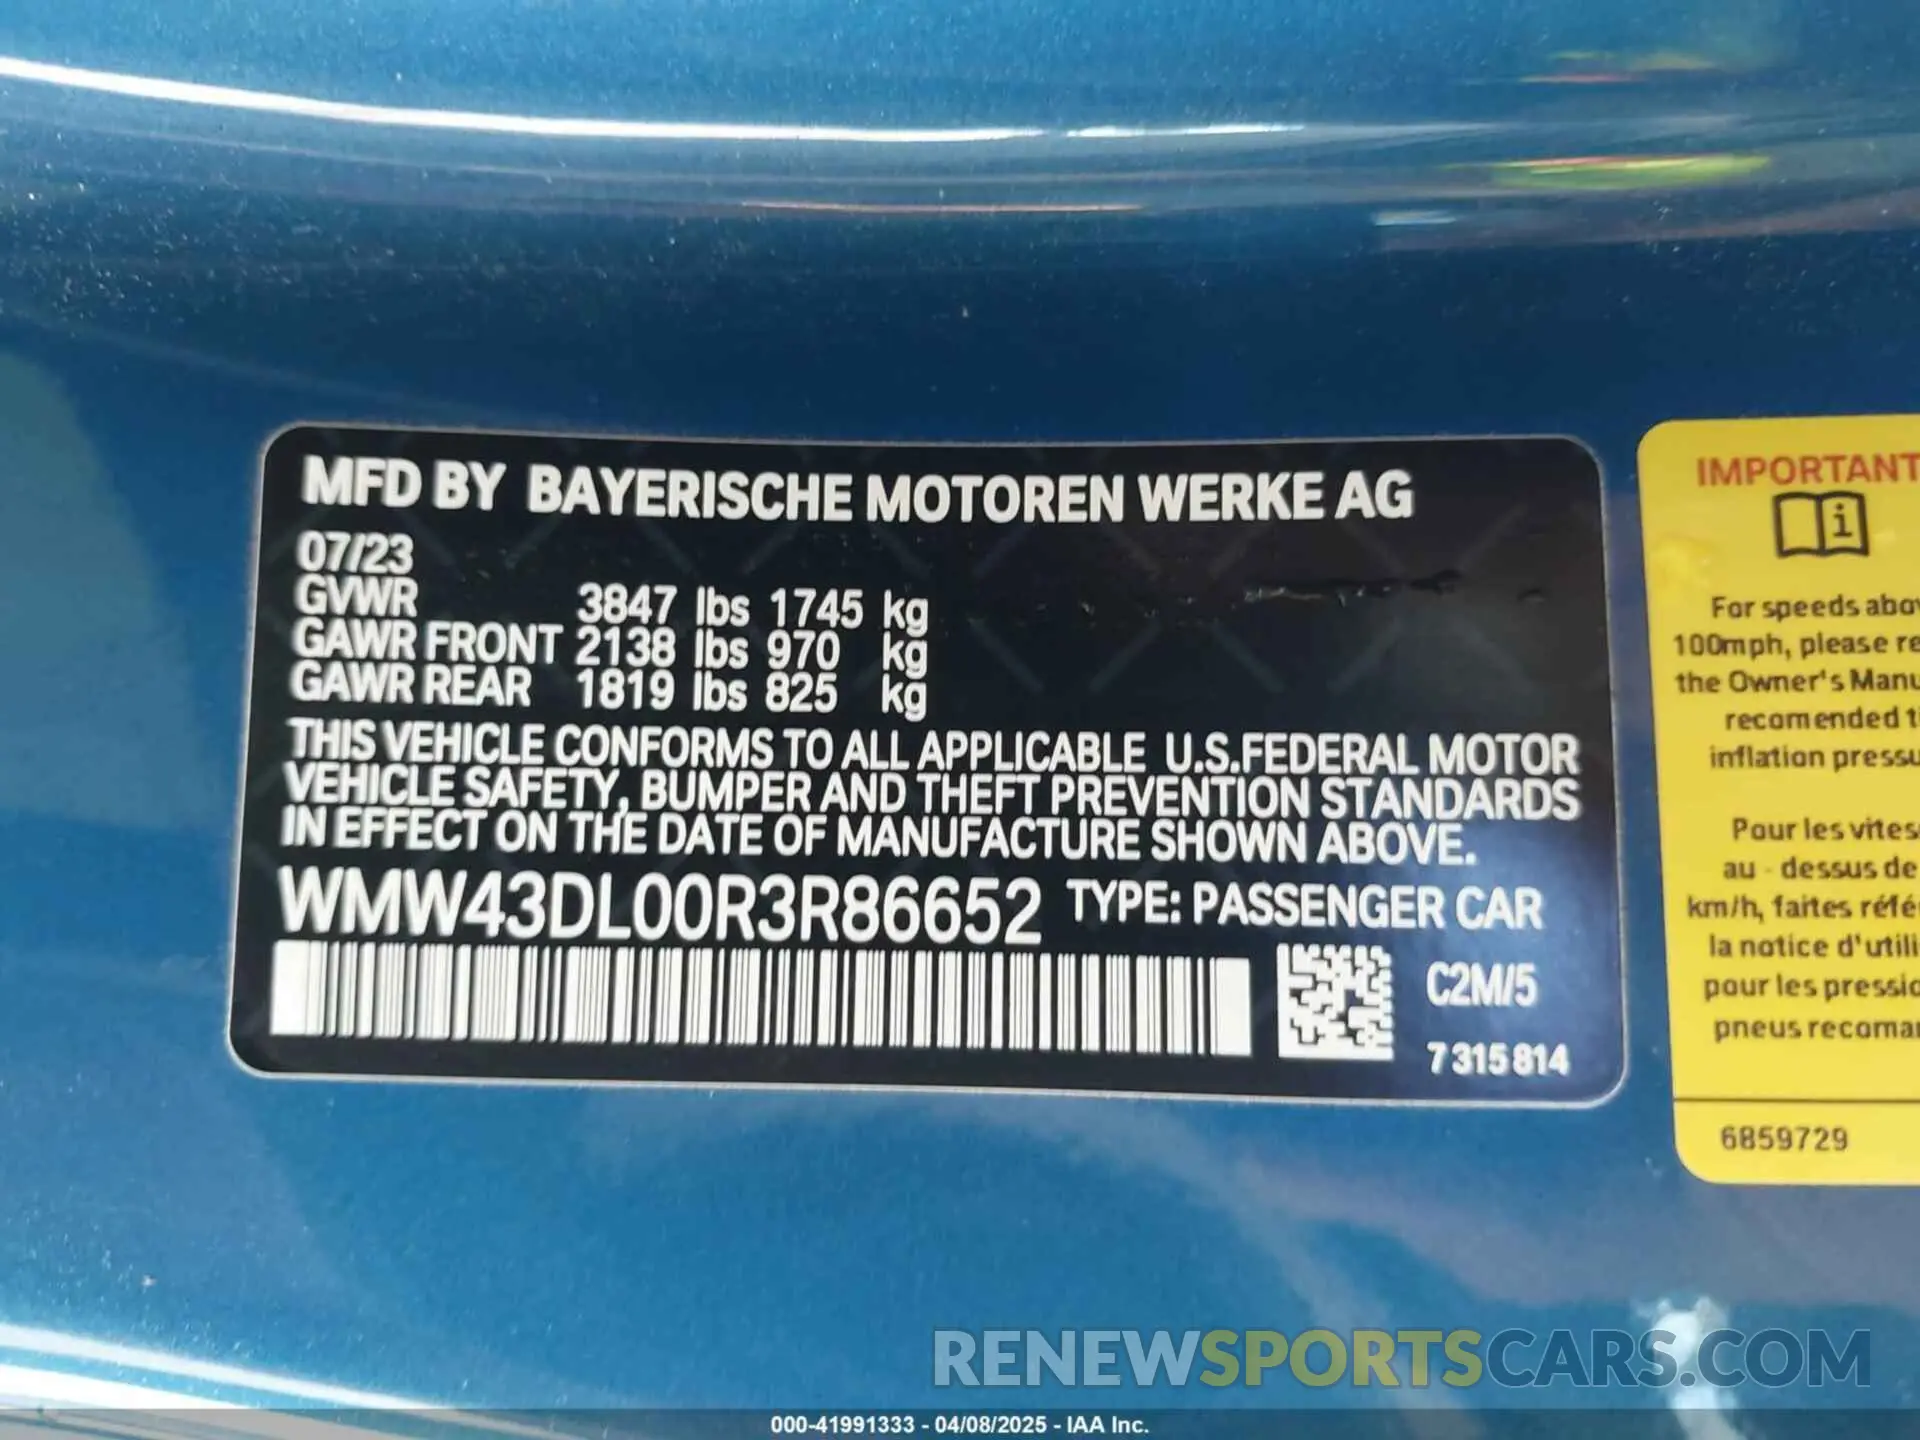 MFD BY BAYERISCHE MOTOREN WERKE AG
07/23
GVWR 3847 lbs 1745 kg
GAWR FRONT 2138 lbs 970 kg
GAWR REAR 1819 lbs 825 kg
THIS VEHICLE CONFORMS TO ALL APPLICABLE U.S.FEDERAL MOTOR
VEHICLE SAFETY, BUMPER AND THEFT PREVENTION STANDARDS
IN EFFECT ON THE DATE OF MANUFACTURE SHOWN ABOVE.
WMW43DL00R3R86652 TYPE: PASSENGER CAR
C2M/5
7 315 814
IMPORTANT
For speeds abo
100mph, please re
the Owner's Manu
recomended t
inflation pressu
Pour les vites
au - dessus de
km/h, faites réfé
la notice d'utili
pour les pressio
pneus recoma
6859729
RENEWSPORTSCARS.COM
000-41991333 - 04/08/2025 - IAA Inc.